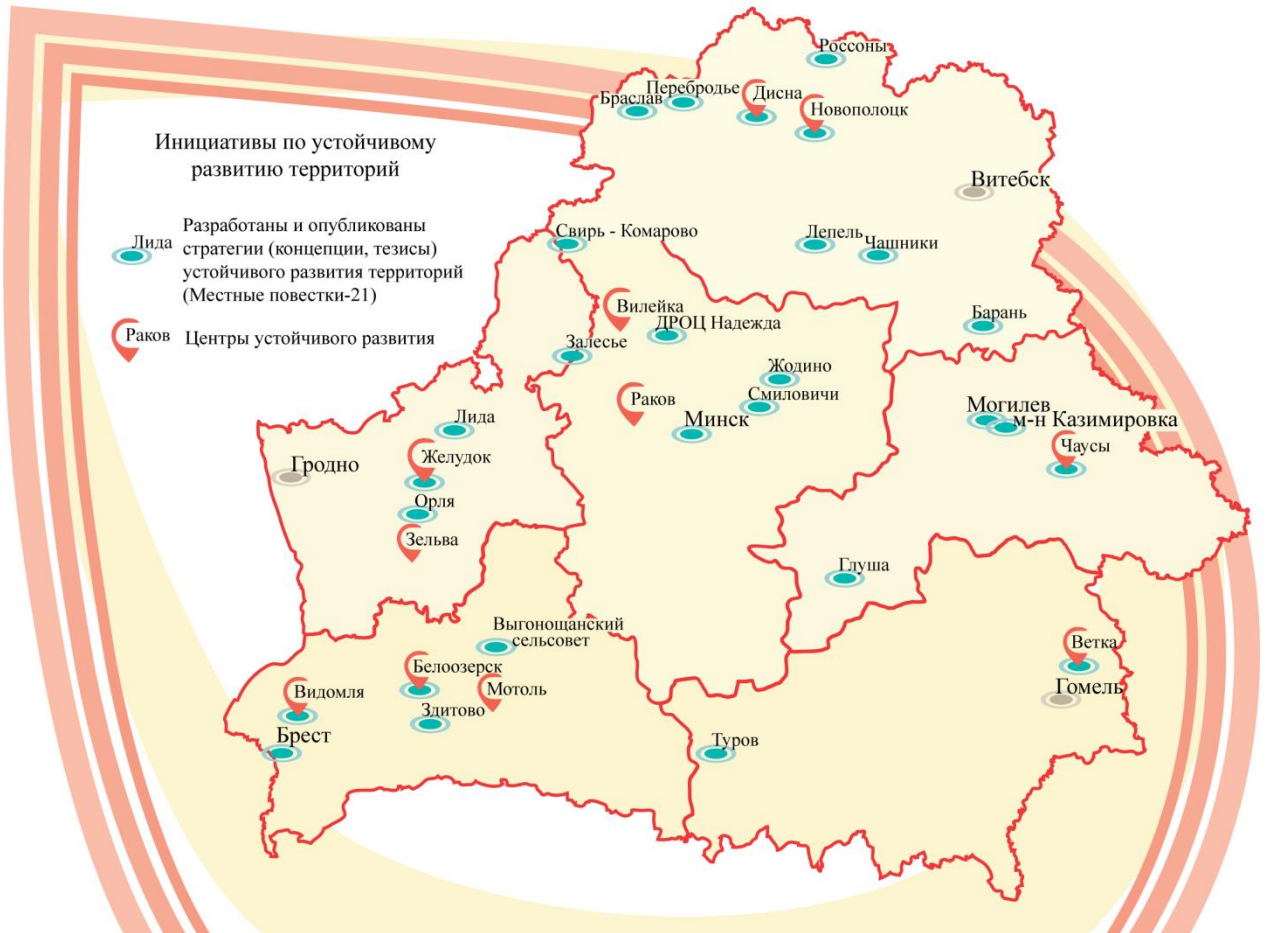 Инициативы по устойчивому
развитию территорий
Лида
Разработаны и опубликованы
стратегии (концепции, тезисы)
устойчивого развития территорий
(Местные повестки-21)
Раков
Центры устойчивого развития
Россоны
Браслав
Перебродье
Дисна
Новополоцк
Витебск
Свирь - Комарово
Лепель
Чашники
Вилейка
ДРОЦ Надежда
Барань
Залесье
Жодино
Раков
Смиловичи
Минск
Могилев
м-н Казимировка
Чаусы
Лида
Гродно
Желудок
Орля
Зельва
Глуша
Выгонощанский
сельсовет
Белоозерск
Мотоль
Видомля
Здитово
Брест
Ветка
Гомель
Туров